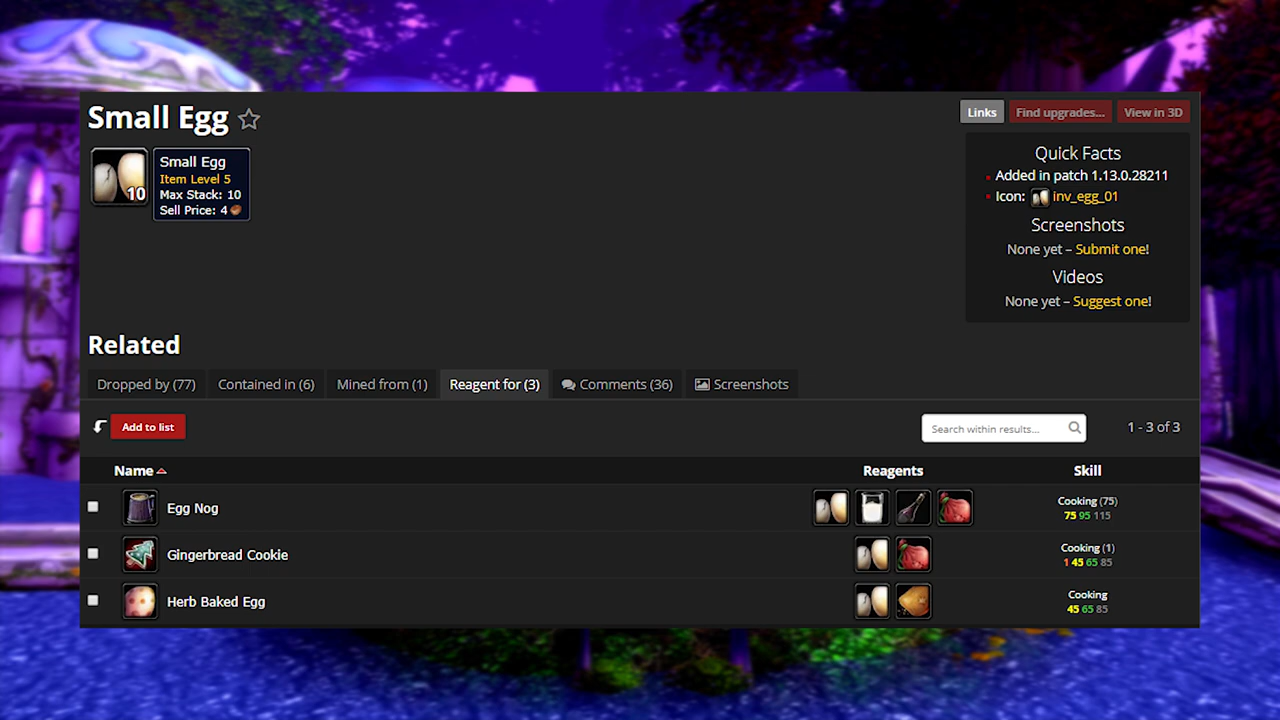 Small Egg
Links
Find upgrades...
View in 3D
10
Small Egg
Item Level 5
Max Stack: 10
Sell Price: 4
Quick Facts
Added in patch 1.13.0.28211
Icon: inv_egg_01
Screenshots
None yet – Submit one!
Videos
None yet – Suggest one!
Related
Dropped by (77)
Contained in (6)
Mined from (1)
Reagent for (3)
Comments (36)
Screenshots
Add to list
Search within results...
1 - 3 of 3
Name
Reagents
Skill
Egg Nog
Cooking (75)
75 95 115
Gingerbread Cookie
Cooking (1)
1 45 65 85
Herb Baked Egg
Cooking
45 65 85